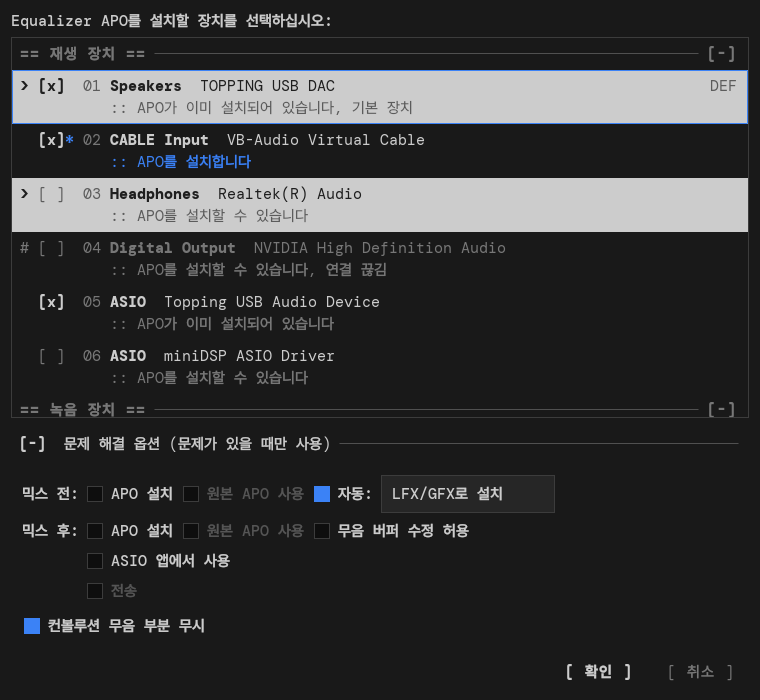 Equalizer APO를 설치할 장치를 선택하십시오:
== 재생 장치 == [-]
> [x] 01 Speakers TOPPING USB DAC DEF
:: APO가 이미 설치되어 있습니다, 기본 장치
[x]* 02 CABLE Input VB-Audio Virtual Cable
:: APO를 설치합니다
> [ ] 03 Headphones Realtek(R) Audio
:: APO를 설치할 수 있습니다
# [ ] 04 Digital Output NVIDIA High Definition Audio
:: APO를 설치할 수 있습니다, 연결 끊김
[x] 05 ASIO Topping USB Audio Device
:: APO가 이미 설치되어 있습니다
[ ] 06 ASIO miniDSP ASIO Driver
:: APO를 설치할 수 있습니다
== 녹음 장치 == [-]
[-] 문제 해결 옵션 (문제가 있을 때만 사용)
믹스 전: APO 설치 원본 APO 사용 자동: LFX/GFX로 설치
믹스 후: APO 설치 원본 APO 사용 무음 버퍼 수정 허용
ASIO 앱에서 사용
전송
컨볼루션 무음 부분 무시
[ 확인 ] [ 취소 ]